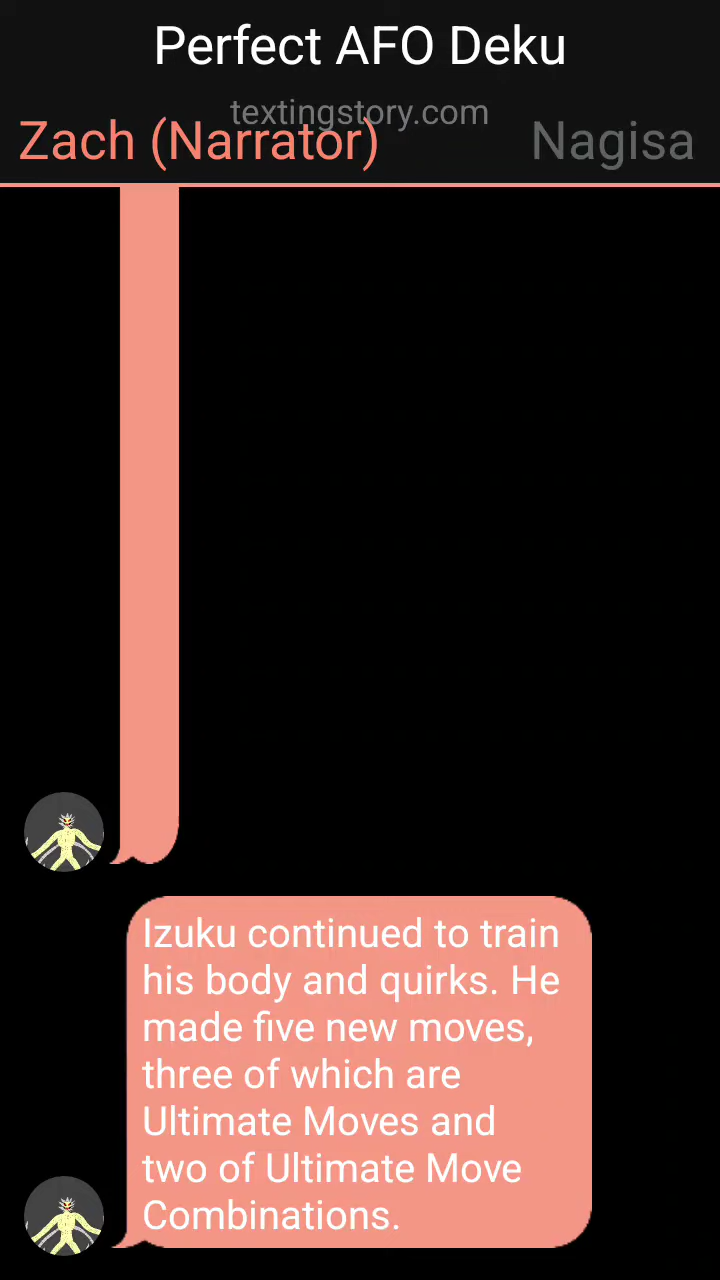 Perfect AFO Deku
textingstory.com
Zach (Narrator) Nagisa
Izuku continued to train
his body and quirks. He
made five new moves,
three of which are
Ultimate Moves and
two of Ultimate Move
Combinations.